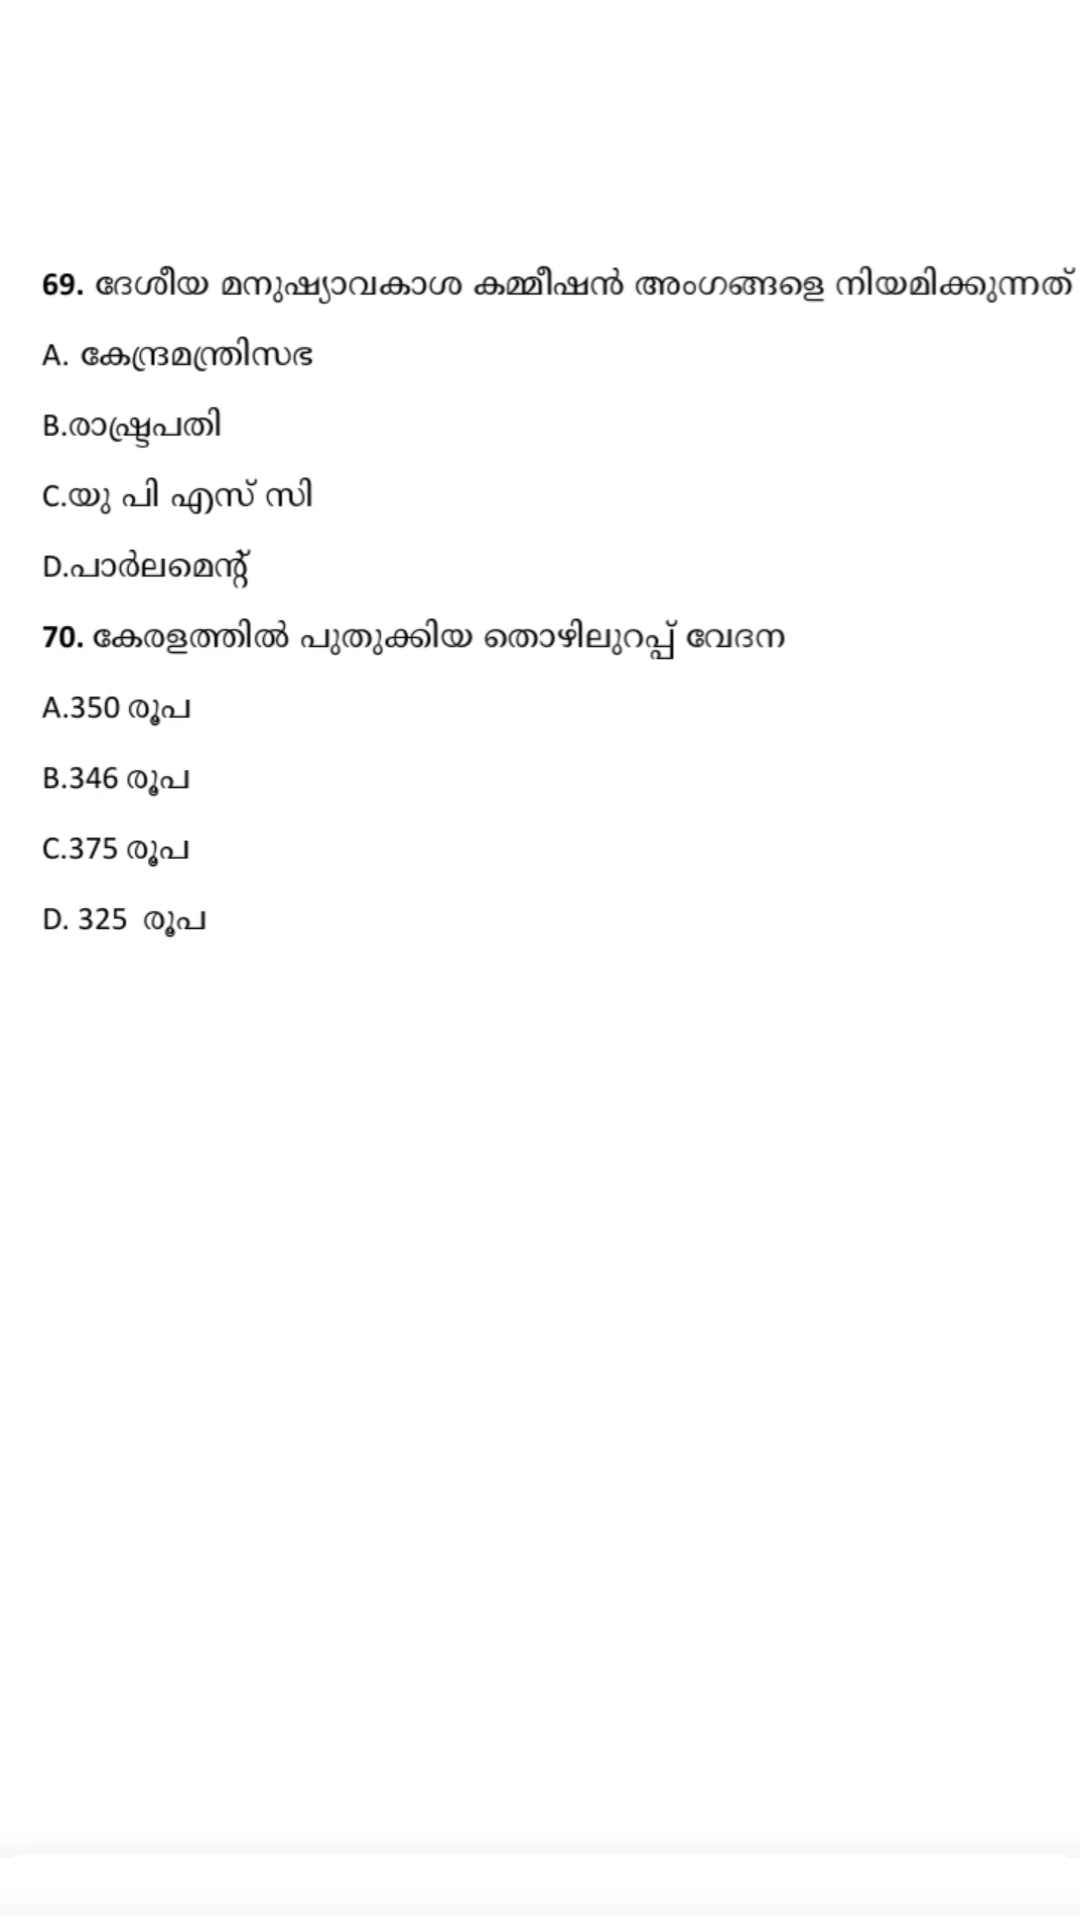 69. ദേശീയ മനുഷ്യാവകാശ കമ്മീഷൻ അംഗങ്ങളെ നിയമിക്കുന്നത്
A. കേന്ദ്രമന്ത്രിസഭ
B.രാഷ്ട്രപതി
C.യു പി എസ് സി
D.പാർലമെന്റ്
70. കേരളത്തിൽ പുതുക്കിയ തൊഴിലുറപ്പ് വേദന
A.350 രൂപ
B.346 രൂപ
C.375 രൂപ
D. 325 രൂപ